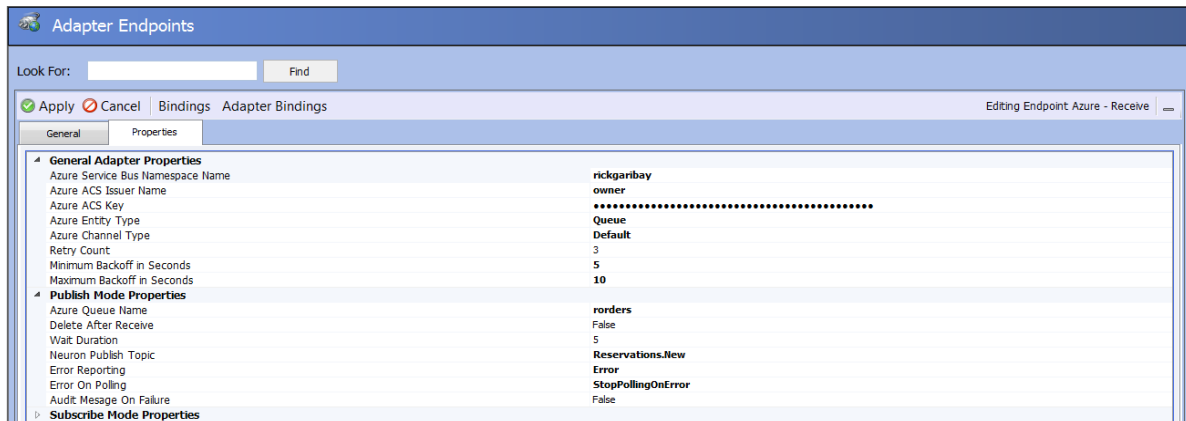 Adapter Endpoints
Look For: Find
Apply Cancel Bindings Adapter Bindings Editing Endpoint Azure - Receive
General Properties
General Adapter Properties
Azure Service Bus Namespace Name rickgaribay
Azure ACS Issuer Name owner
Azure ACS Key ●●●●●●●●●●●●●●●●●●●●●●●●●●●●●●●●●●●●●●●●●●●●
Azure Entity Type Queue
Azure Channel Type Default
Retry Count 3
Minimum Backoff in Seconds 5
Maximum Backoff in Seconds 10
Publish Mode Properties
Azure Queue Name rorders
Delete After Receive False
Wait Duration 5
Neuron Publish Topic Reservations.New
Error Reporting Error
Error On Polling StopPollingOnError
Audit Mesage On Failure False
Subscribe Mode Properties